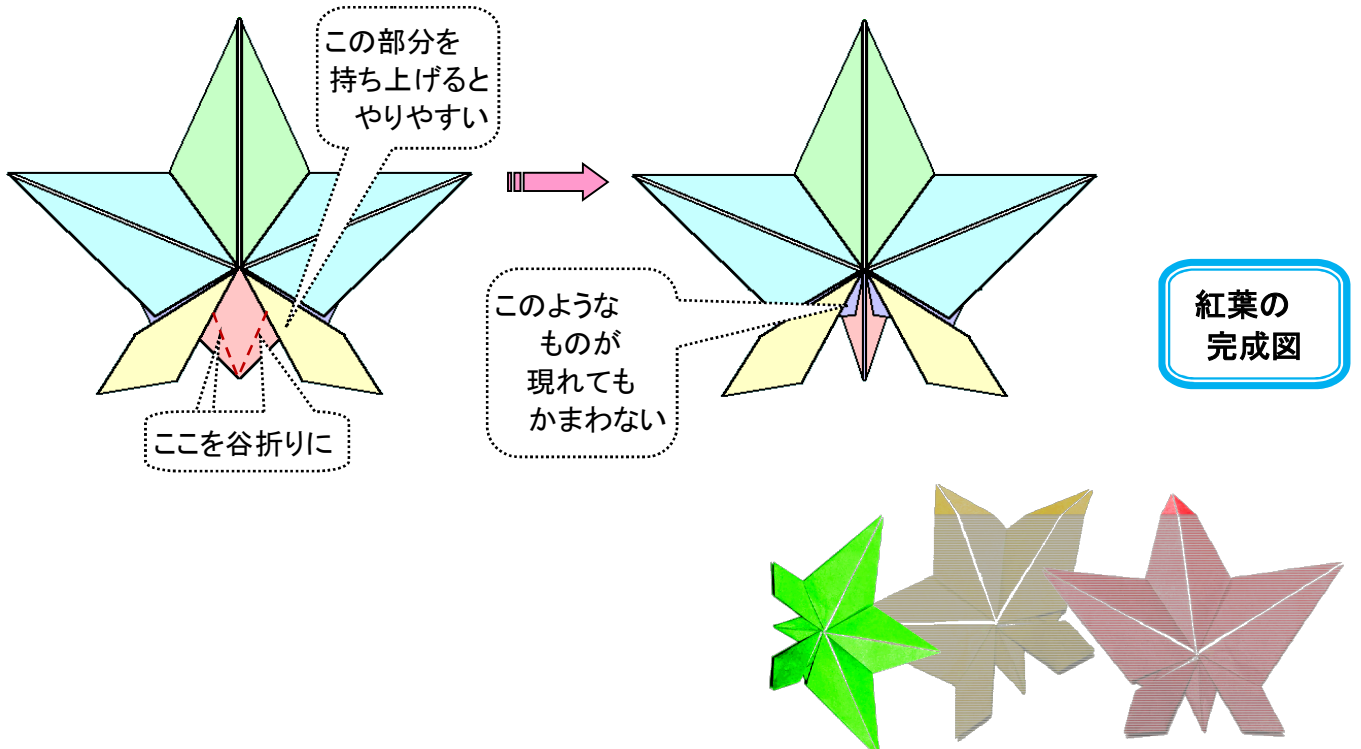 この部分を
持ち上げると
やりやすい
ここを谷折りに
このような
ものが
現れても
かまわない
紅葉の
完成図